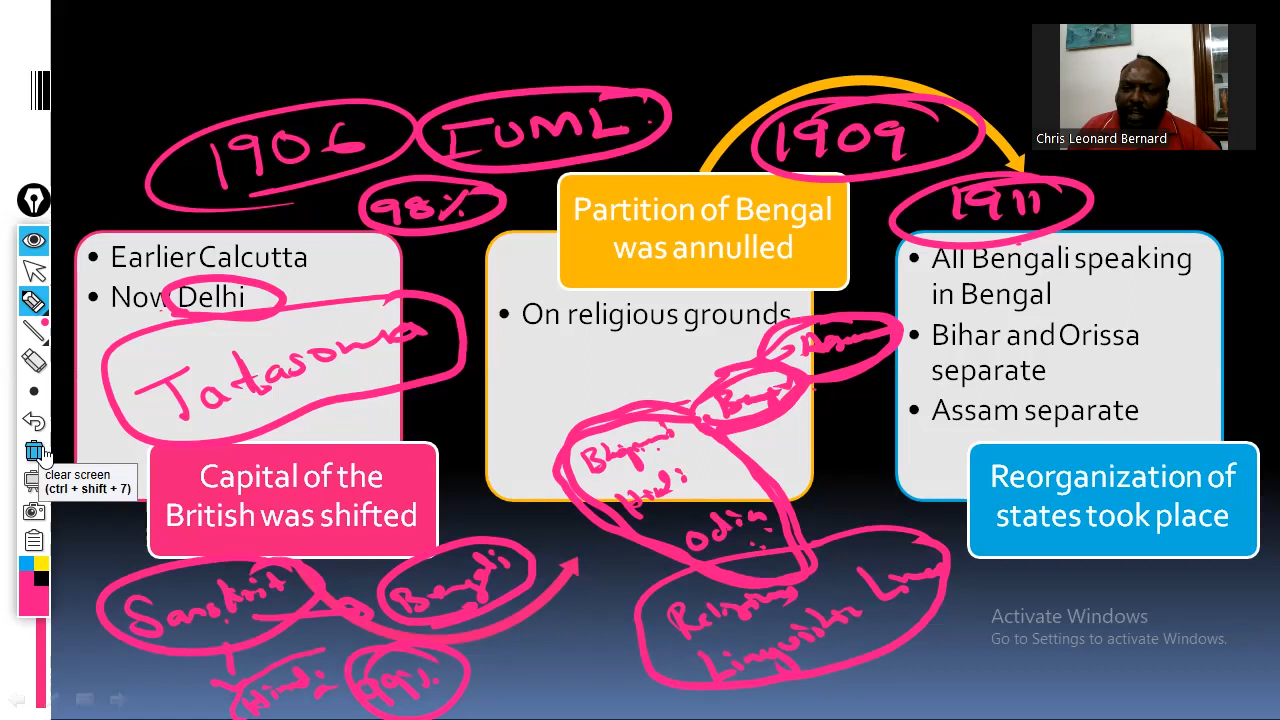 Chris Leonard Bernard
1906
IUML
1909
1911
98%
Partition of Bengal
was annulled
• Earlier Calcutta
• Now Delhi
• On religious grounds
• All Bengali speaking
in Bengal
• Bihar and Orissa
separate
• Assam separate
Hindi
Odia
clear screen
(ctrl + shift + 7)
Capital of the
British was shifted
Reorganization of
states took place
Sanskrit
Bengali
Hindi
99%
Linguistic
Activate Windows
Go to Settings to activate Windows.